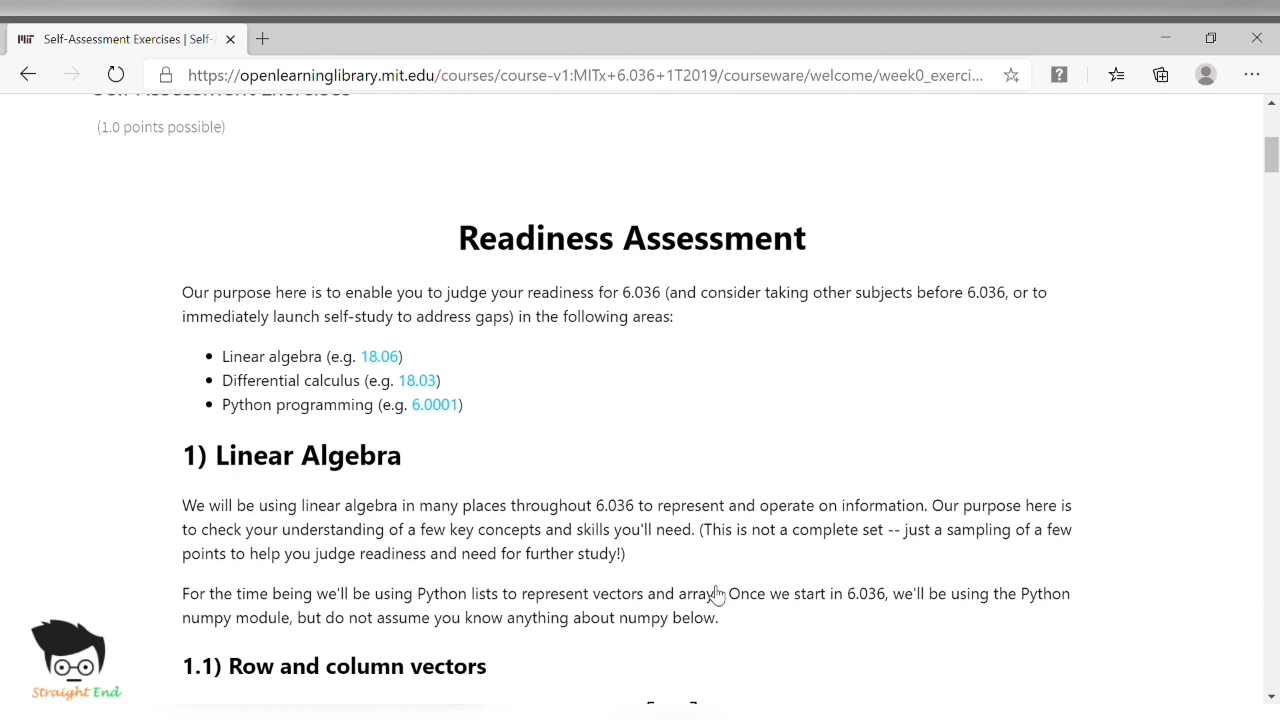 Self-Assessment Exercises | Self-
https://openlearninglibrary.mit.edu/courses/course-v1:MITx+6.036+1T2019/courseware/welcome/week0_exerci...
Self-Assessment Exercises
(1.0 points possible)
Readiness Assessment
Our purpose here is to enable you to judge your readiness for 6.036 (and consider taking other subjects before 6.036, or to
immediately launch self-study to address gaps) in the following areas:
• Linear algebra (e.g. 18.06)
• Differential calculus (e.g. 18.03)
• Python programming (e.g. 6.0001)
1) Linear Algebra
We will be using linear algebra in many places throughout 6.036 to represent and operate on information. Our purpose here is
to check your understanding of a few key concepts and skills you'll need. (This is not a complete set -- just a sampling of a few
points to help you judge readiness and need for further study!)
For the time being we'll be using Python lists to represent vectors and array Once we start in 6.036, we'll be using the Python
numpy module, but do not assume you know anything about numpy below.
1.1) Row and column vectors
Straight End